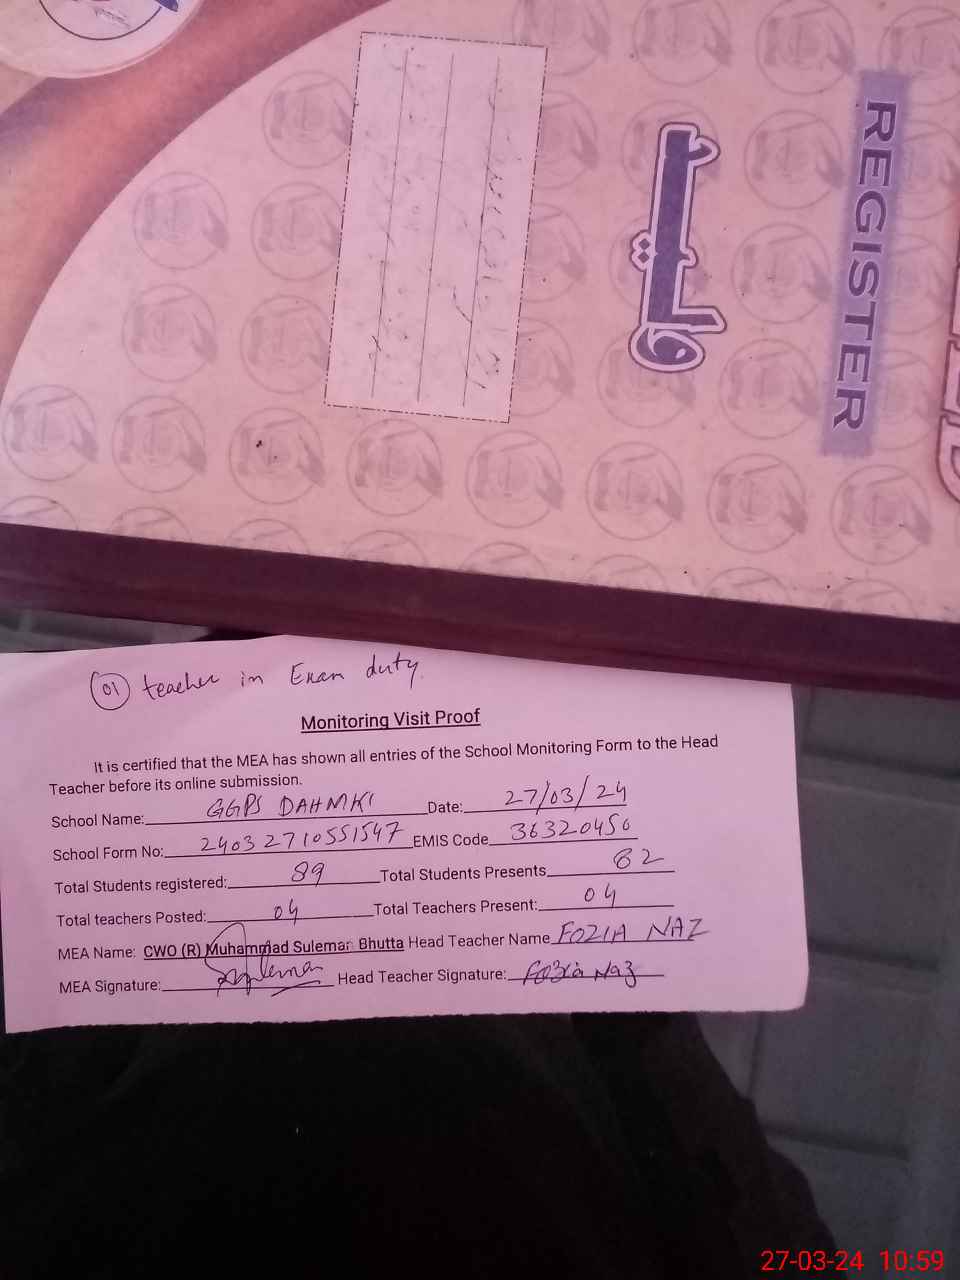 REGISTER
01 teacher in Exam duty.
Monitoring Visit Proof
It is certified that the MEA has shown all entries of the School Monitoring Form to the Head
Teacher before its online submission.
School Name: GGPS DAHMKI Date: 27/03/24
School Form No: 24032710551547 EMIS Code 36320450
Total Students registered: 89 Total Students Presents 82
Total teachers Posted: 04 Total Teachers Present: 04
MEA Name: CWO (R) Muhammad Suleman Bhutta Head Teacher Name FOZIA NAZ
MEA Signature: Suleman Head Teacher Signature: Fozia Naz
27-03-24 10:59